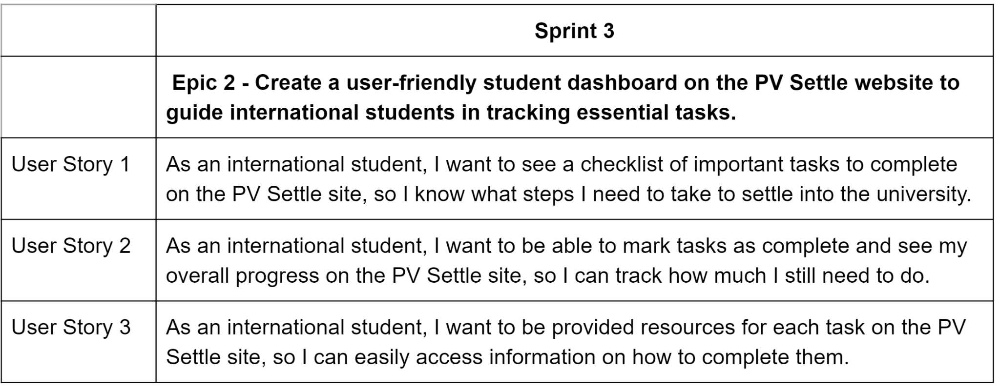 Sprint 3
Epic 2 - Create a user-friendly student dashboard on the PV Settle website to
guide international students in tracking essential tasks.
User Story 1
As an international student, I want to see a checklist of important tasks to complete
on the PV Settle site, so I know what steps I need to take to settle into the university.
User Story 2
As an international student, I want to be able to mark tasks as complete and see my
overall progress on the PV Settle site, so I can track how much I still need to do.
User Story 3
As an international student, I want to be provided resources for each task on the PV
Settle site, so I can easily access information on how to complete them.